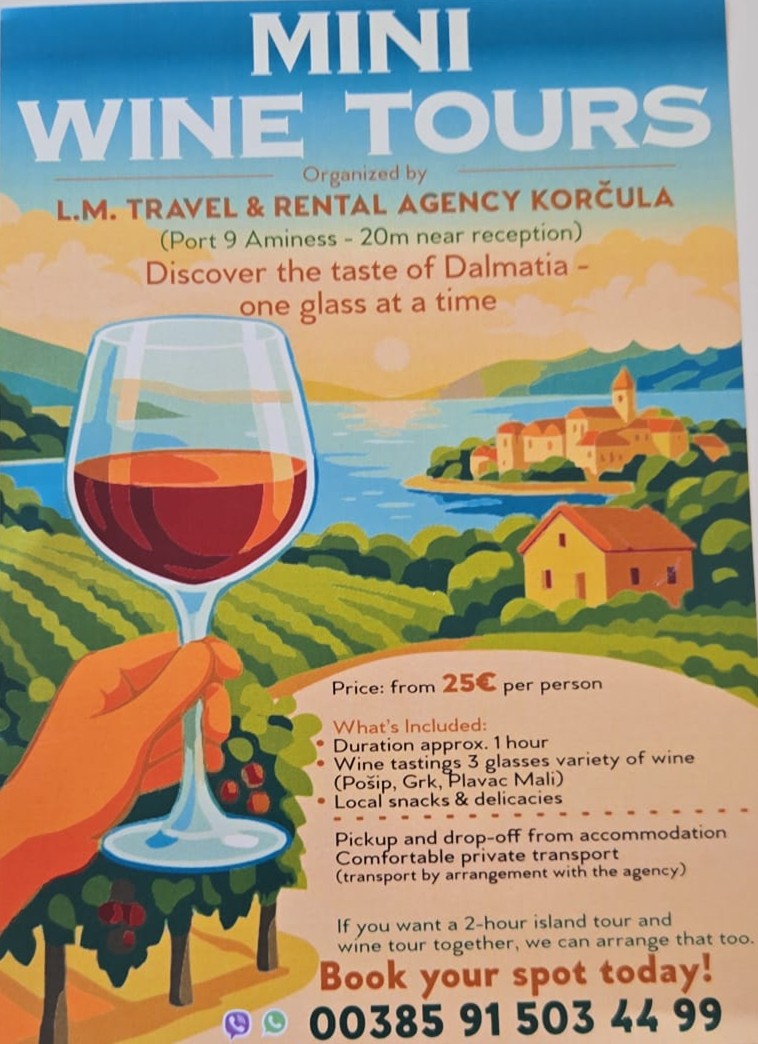 MINI
WINE TOURS
Organized by
L.M. TRAVEL & RENTAL AGENCY KORČULA
(Port 9 Aminess - 20m near reception)
Discover the taste of Dalmatia -
one glass at a time
Price: from 25€ per person
What's Included:
• Duration approx. 1 hour
• Wine tastings 3 glasses variety of wine
(Pošip, Grk, Plavac Mali)
• Local snacks & delicacies
Pickup and drop-off from accommodation
Comfortable private transport
(transport by arrangement with the agency)
If you want a 2-hour island tour and
wine tour together, we can arrange that too.
Book your spot today!
00385 91 503 44 99